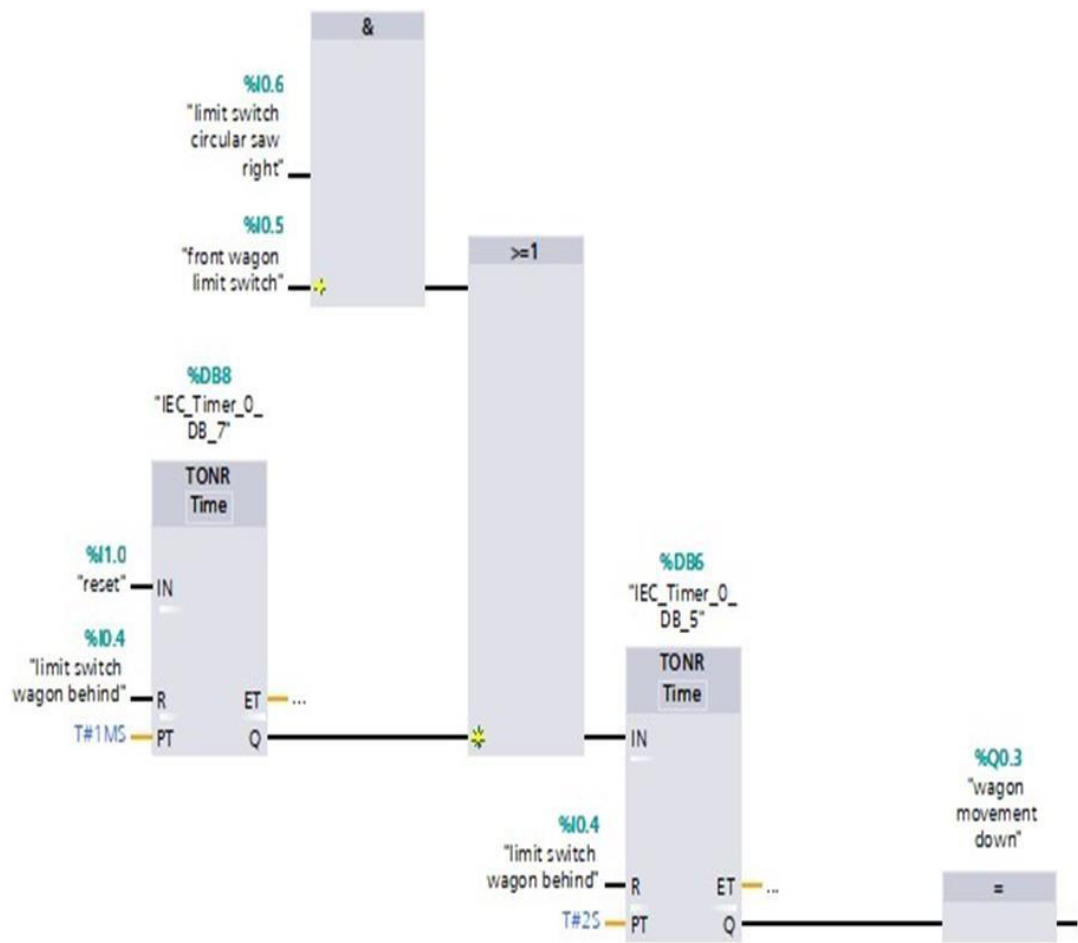 &
%I0.6
"limit switch
circular saw
right"
%I0.5
"front wagon
limit switch"
>=1
%DB8
"IEC_Timer_0_
DB_7"
TONR
Time
%I1.0
"reset"
IN
%I0.4
"limit switch
wagon behind"
R
ET
...
T#1MS
PT
Q
%DB6
"IEC_Timer_0_
DB_5"
TONR
Time
IN
%I0.4
"limit switch
wagon behind"
R
ET
...
T#2S
PT
Q
%Q0.3
"wagon
movement
down"
=